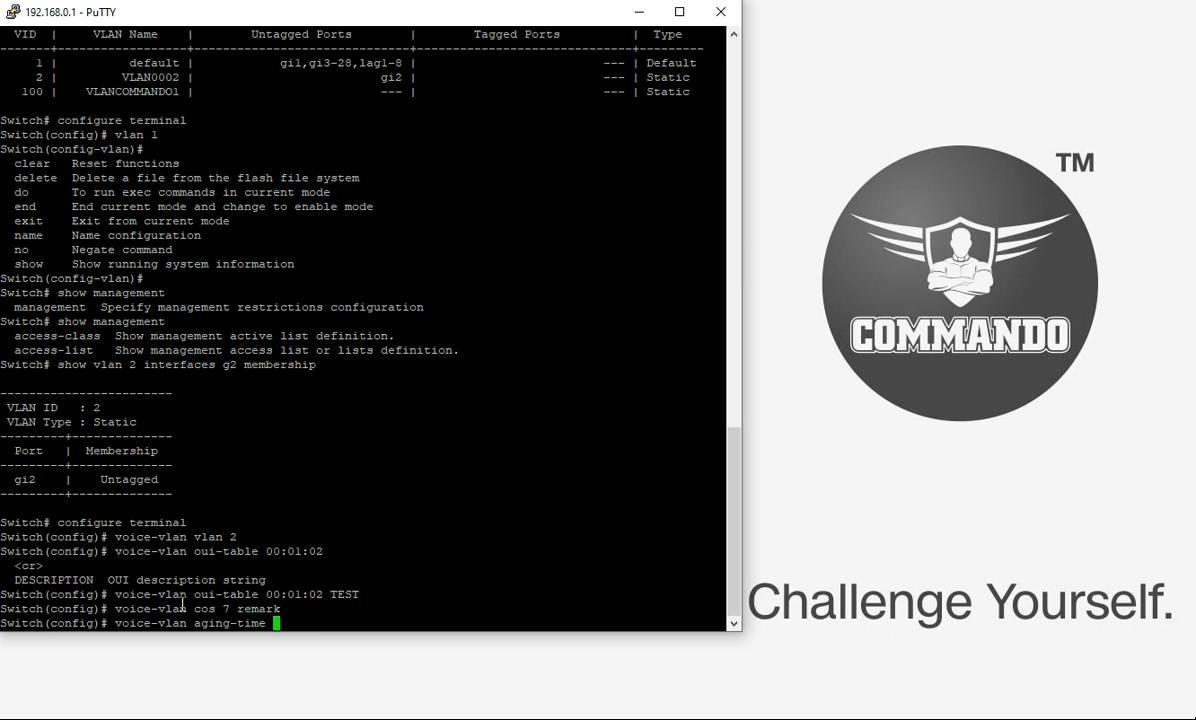 192.168.0.1 - PuTTY
VID | VLAN Name | Untagged Ports | Tagged Ports | Type
-------+-------------------+------------------------------+------------------------------+---------
1 | default | gi1,gi3-28,lag1-8 | --- | Default
2 | VLAN0002 | gi2 | --- | Static
100 | VLANCOMMANDO1 | --- | --- | Static
Switch# configure terminal
Switch(config)# vlan 1
Switch(config-vlan)#
clear Reset functions
delete Delete a file from the flash file system
do To run exec commands in current mode
end End current mode and change to enable mode
exit Exit from current mode
name Name configuration
no Negate command
show Show running system information
Switch(config-vlan)#
Switch# show management
management Specify management restrictions configuration
Switch# show management
access-class Show management active list definition.
access-list Show management access list or lists definition.
Switch# show vlan 2 interfaces g2 membership
------------------------
VLAN ID : 2
VLAN Type : Static
---------+--------------
Port | Membership
---------+--------------
gi2 | Untagged
---------+--------------
Switch# configure terminal
Switch(config)# voice-vlan vlan 2
Switch(config)# voice-vlan oui-table 00:01:02
<cr>
DESCRIPTION OUI description string
Switch(config)# voice-vlan oui-table 00:01:02 TEST
Switch(config)# voice-vlan cos 7 remark
Switch(config)# voice-vlan aging-time
TM
COMMANDO
Challenge Yourself.